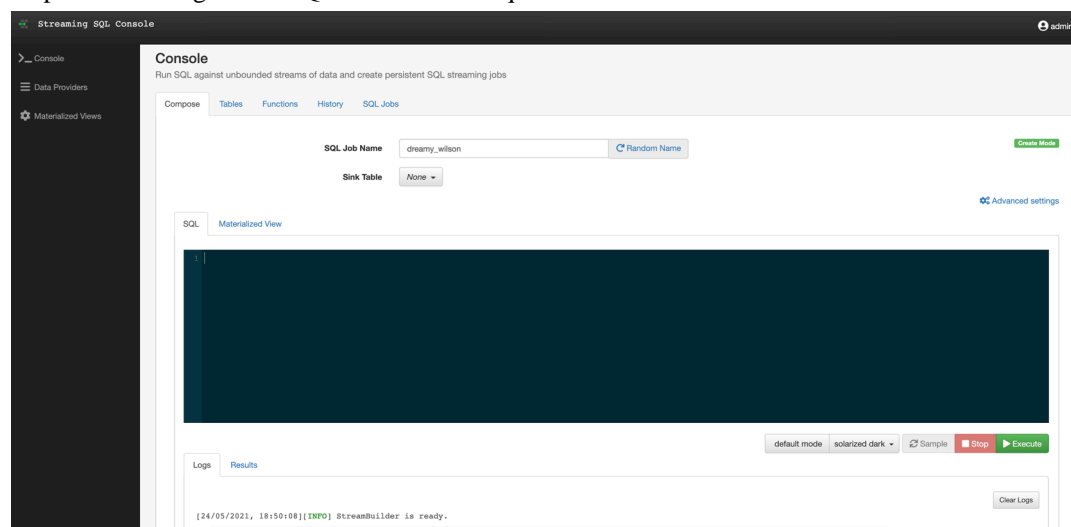 Streaming SQL Console
admin
>_ Console
Data Providers
Materialized Views
Console
Run SQL against unbounded streams of data and create persistent SQL streaming jobs
Compose Tables Functions History SQL Jobs
SQL Job Name dreamy_wilson Random Name
Create Mode
Sink Table None
Advanced settings
SQL Materialized View
1
default mode solarized dark Sample Stop Execute
Logs Results
Clear Logs
[24/05/2021, 18:50:08][INFO] StreamBuilder is ready.